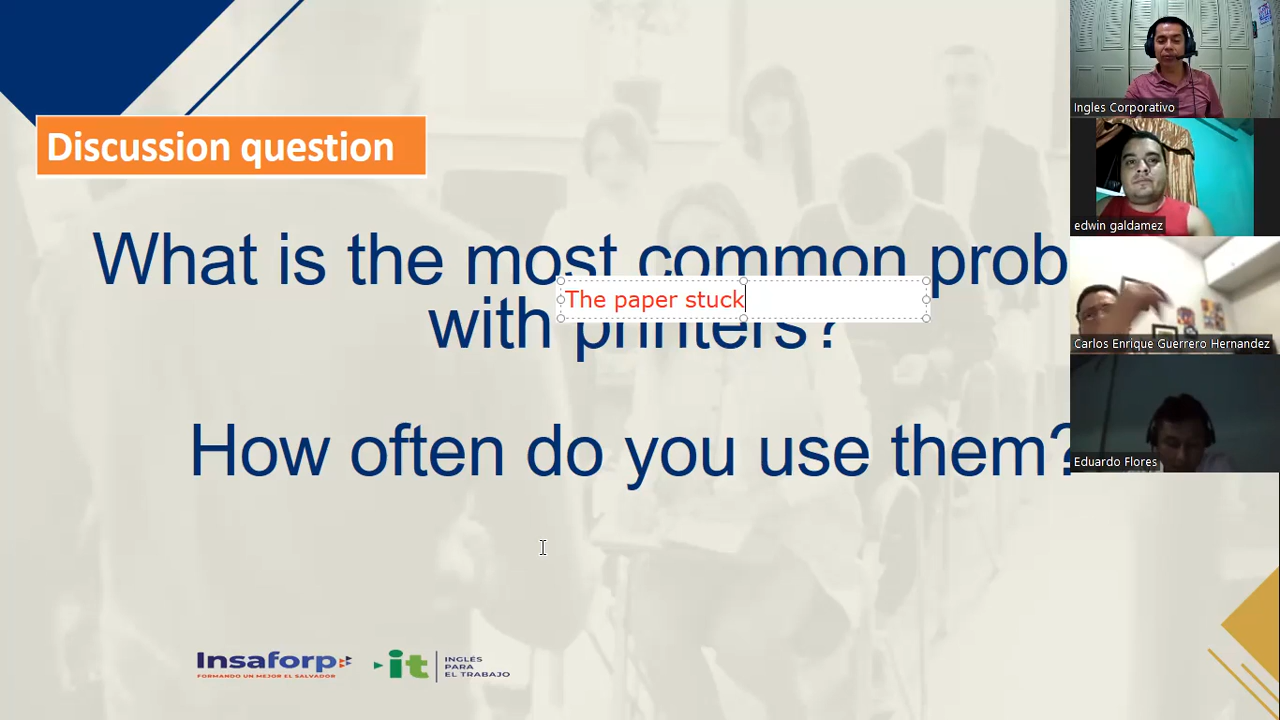 Discussion question
What is the most common prob
The paper stuck
with printers?
How often do you use them?
Ingles Corporativo
edwin galdamez
Carlos Enrique Guerrero Hernandez
Eduardo Flores
Insaforp
FORMANDO UN MEJOR EL SALVADOR
it
INGLÉS
PARA
EL TRABAJO